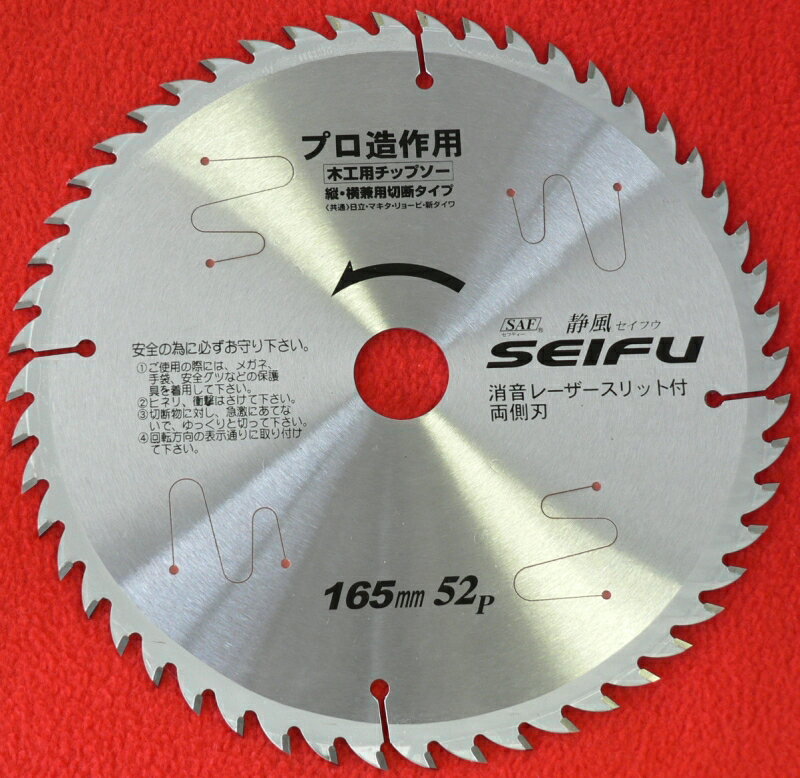 プロ造作用
木工用チップソー
縦・横兼用切断タイプ
〈共通〉日立・マキタ・リョービ・新ダイワ
SAF® 静風 セイフウ
セフティー
SEIFU
消音レーザースリット付
両側刃
安全の為に必ずお守り下さい。
①ご使用の際には、メガネ、
手袋、安全グツなどの保護
具を着用して下さい。
②ヒネリ、衝撃はさけて下さい。
③切断物に対し、急激にあてな
いで、ゆっくりと切って下さい。
④回転方向の表示通りに取り付け
て下さい。
165mm 52P